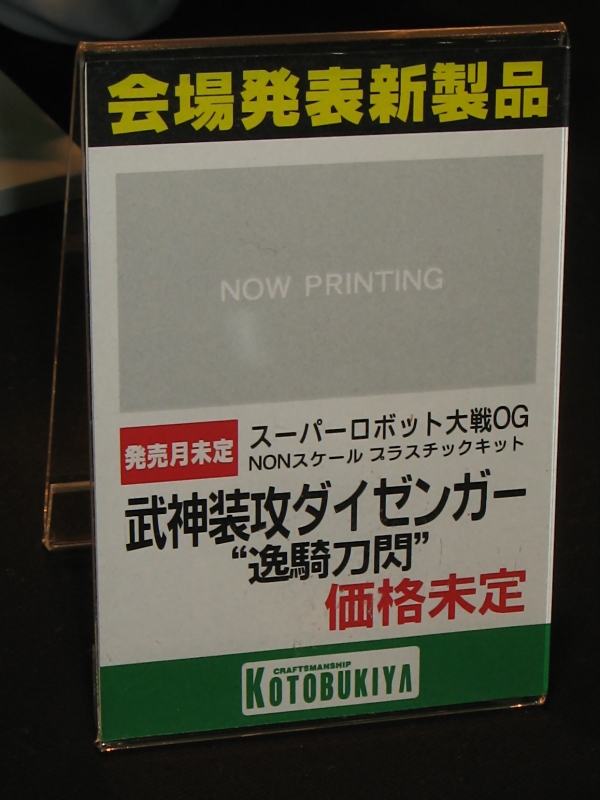 会場発表新製品
NOW PRINTING
発売月未定
スーパーロボット大戦OG
NONスケール プラスチックキット
武神装攻ダイゼンガー
“逸騎刀閃”
価格未定
CRAFTSMANSHIP
KOTOBUKIYA